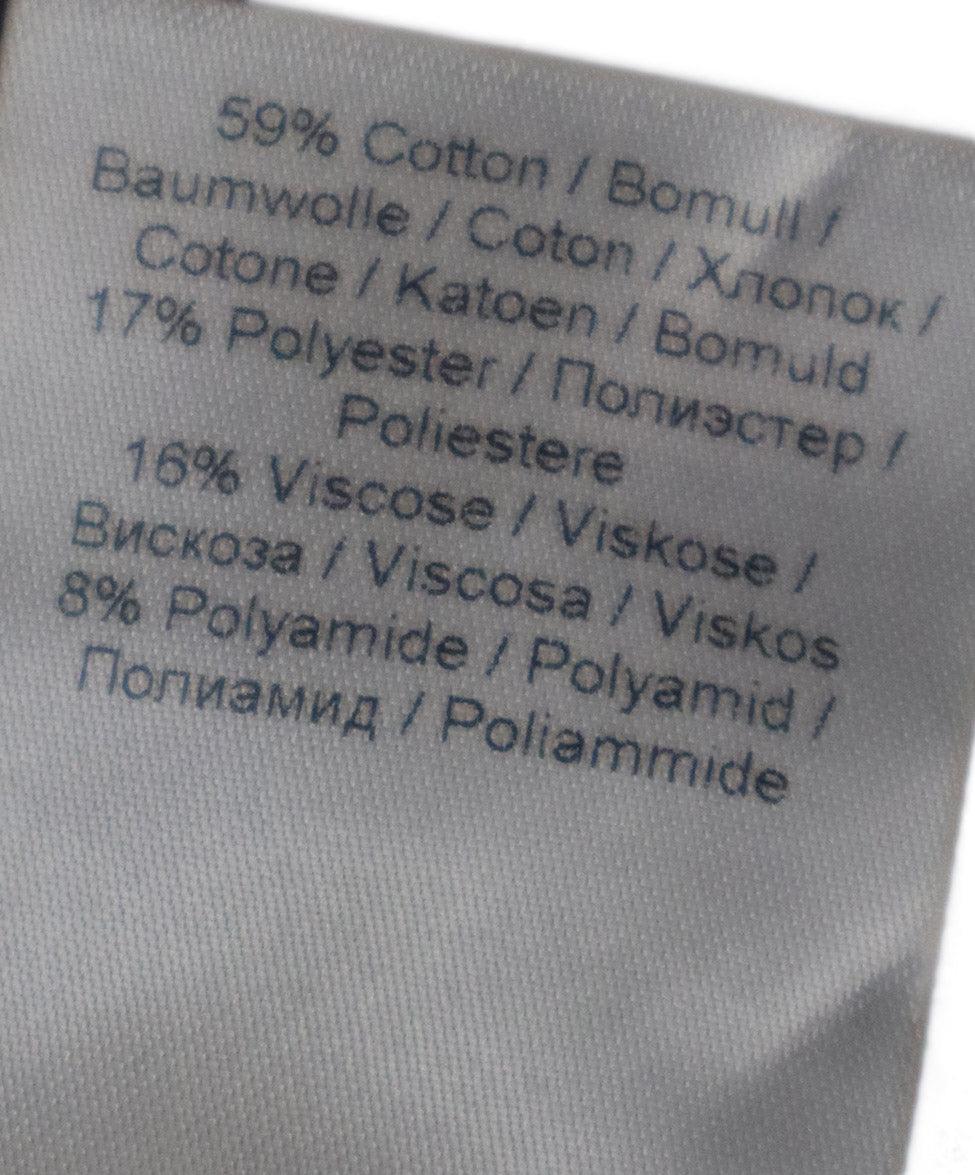 59% Cotton / Bomull /
Baumwolle / Coton / Хлопок /
Cotone / Katoen / Bomuld
17% Polyester / Полиэстер /
Poliestere
16% Viscose / Viskose /
Вискоза / Viscosa / Viskos
8% Polyamide / Polyamid /
Полиамид / Poliammide